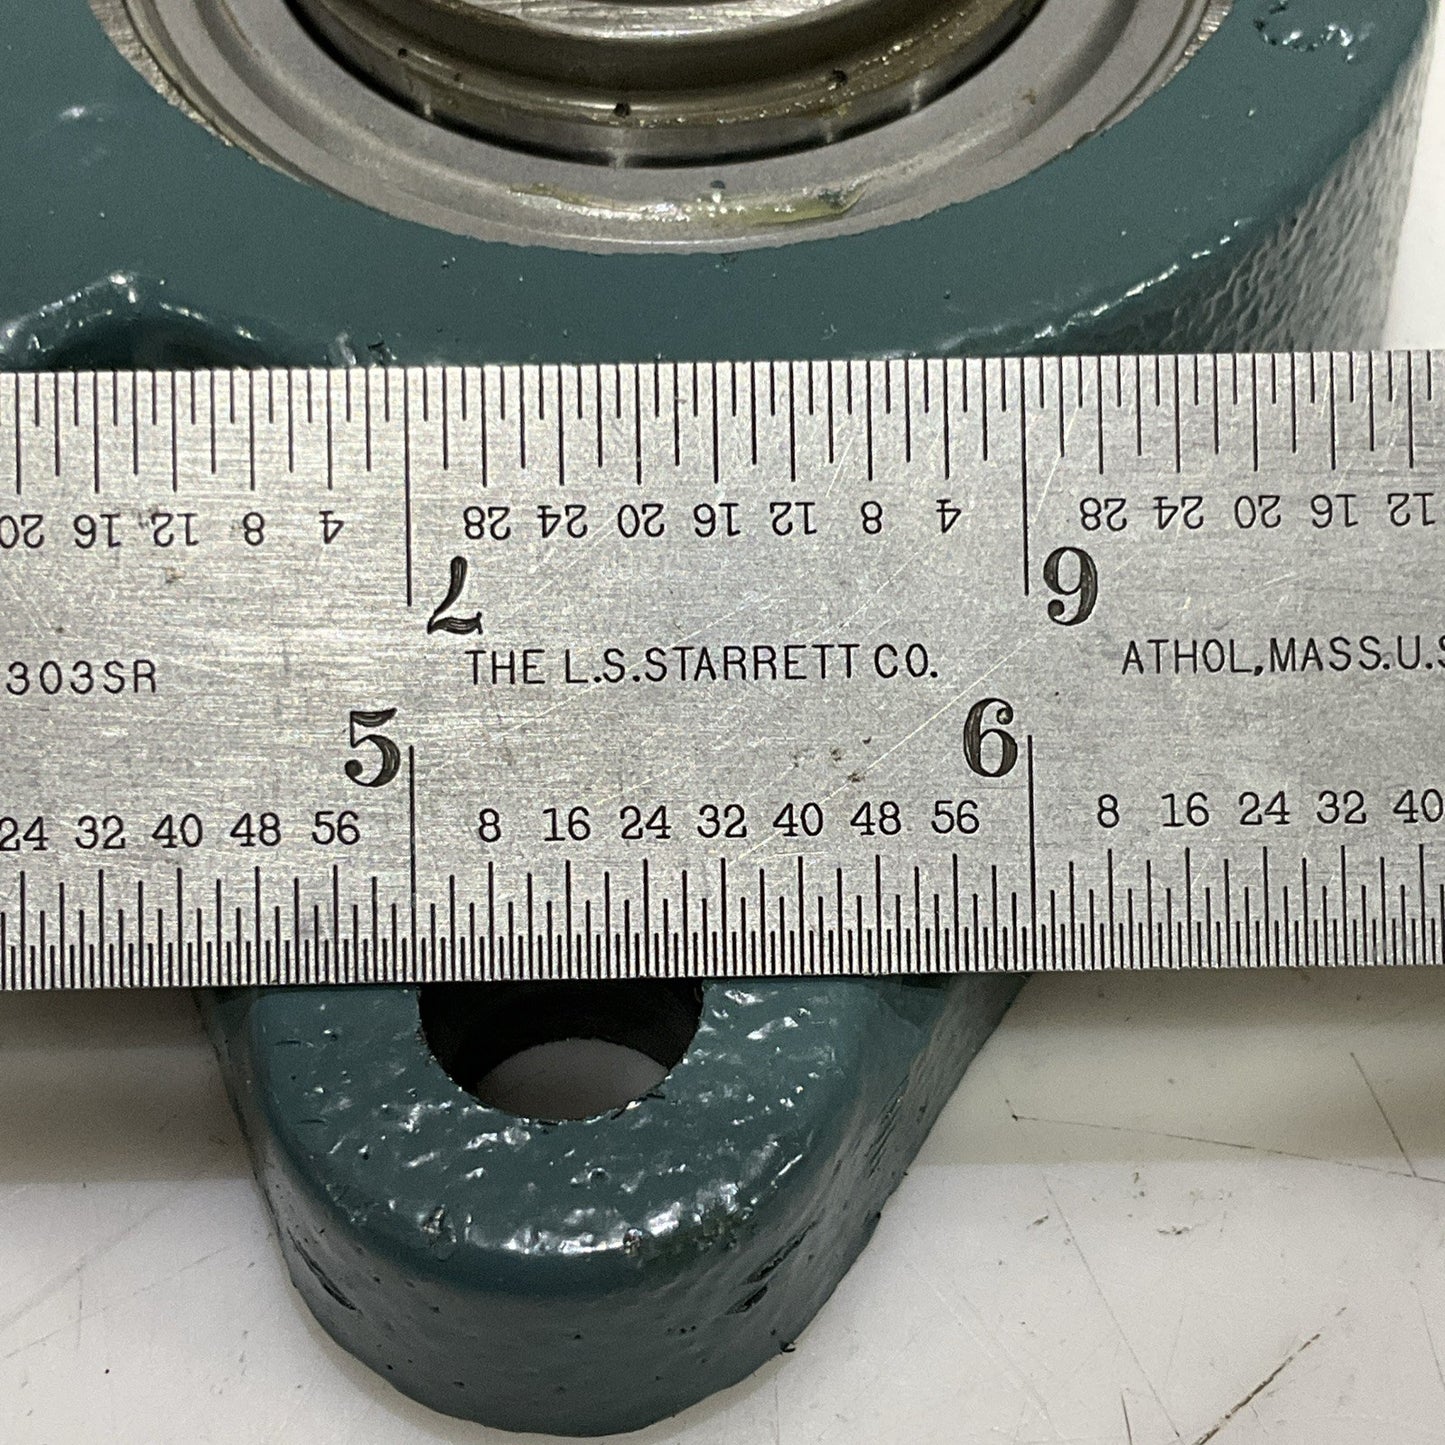 20 16 12 8 4 28 24 20 16 12 8 4 28 24 20 16 12
7 6
303SR THE L.S.STARRETT CO. ATHOL,MASS.U.S
5 6
24 32 40 48 56 8 16 24 32 40 48 56 8 16 24 32 40